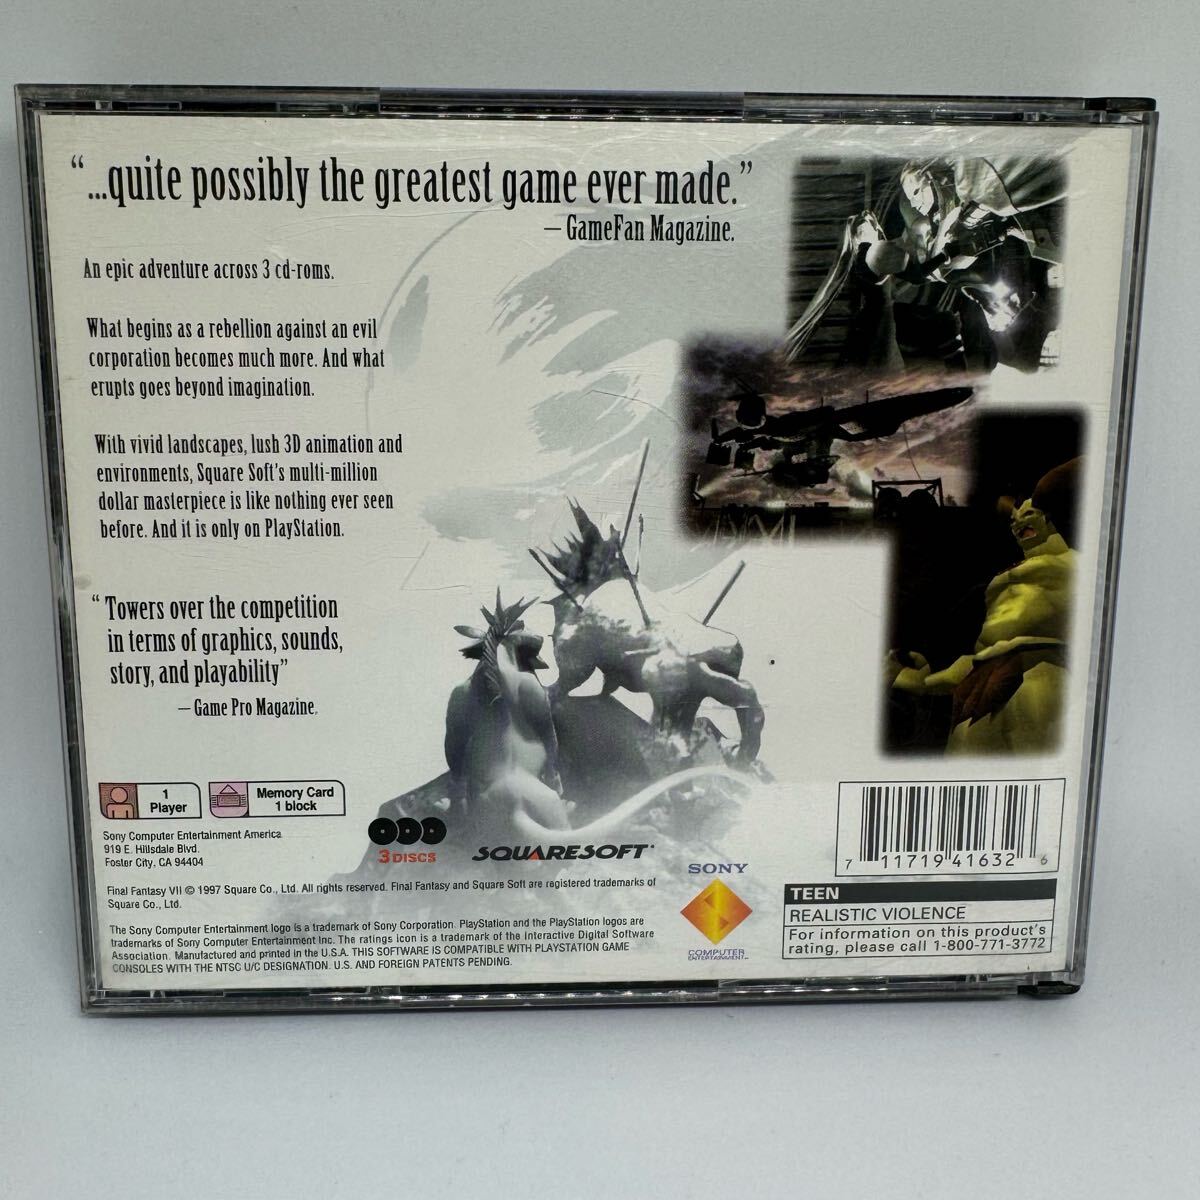 “...quite possibly the greatest game ever made.”
– GameFan Magazine.
An epic adventure across 3 cd-roms.
What begins as a rebellion against an evil
corporation becomes much more. And what
erupts goes beyond imagination.
With vivid landscapes, lush 3D animation and
environments, Square Soft's multi-million
dollar masterpiece is like nothing ever seen
before. And it is only on PlayStation.
“Towers over the competition
in terms of graphics, sounds,
story, and playability”
– Game Pro Magazine.
1
Player
Memory Card
1 block
Sony Computer Entertainment America
919 E. Hillsdale Blvd.
Foster City, CA 94404
3 DISCS
SQUARESOFT
Final Fantasy VII © 1997 Square Co., Ltd. All rights reserved. Final Fantasy and Square Soft are registered trademarks of
Square Co., Ltd.
The Sony Computer Entertainment logo is a trademark of Sony Corporation. PlayStation and the PlayStation logos are
trademarks of Sony Computer Entertainment Inc. The ratings icon is a trademark of the Interactive Digital Software
Association. Manufactured and printed in the U.S.A. THIS SOFTWARE IS COMPATIBLE WITH PLAYSTATION GAME
CONSOLES WITH THE NTSC U/C DESIGNATION. U.S. AND FOREIGN PATENTS PENDING.
SONY
COMPUTER
ENTERTAINMENT
7 11719 41632 6
TEEN
REALISTIC VIOLENCE
For information on this product's
rating, please call 1-800-771-3772